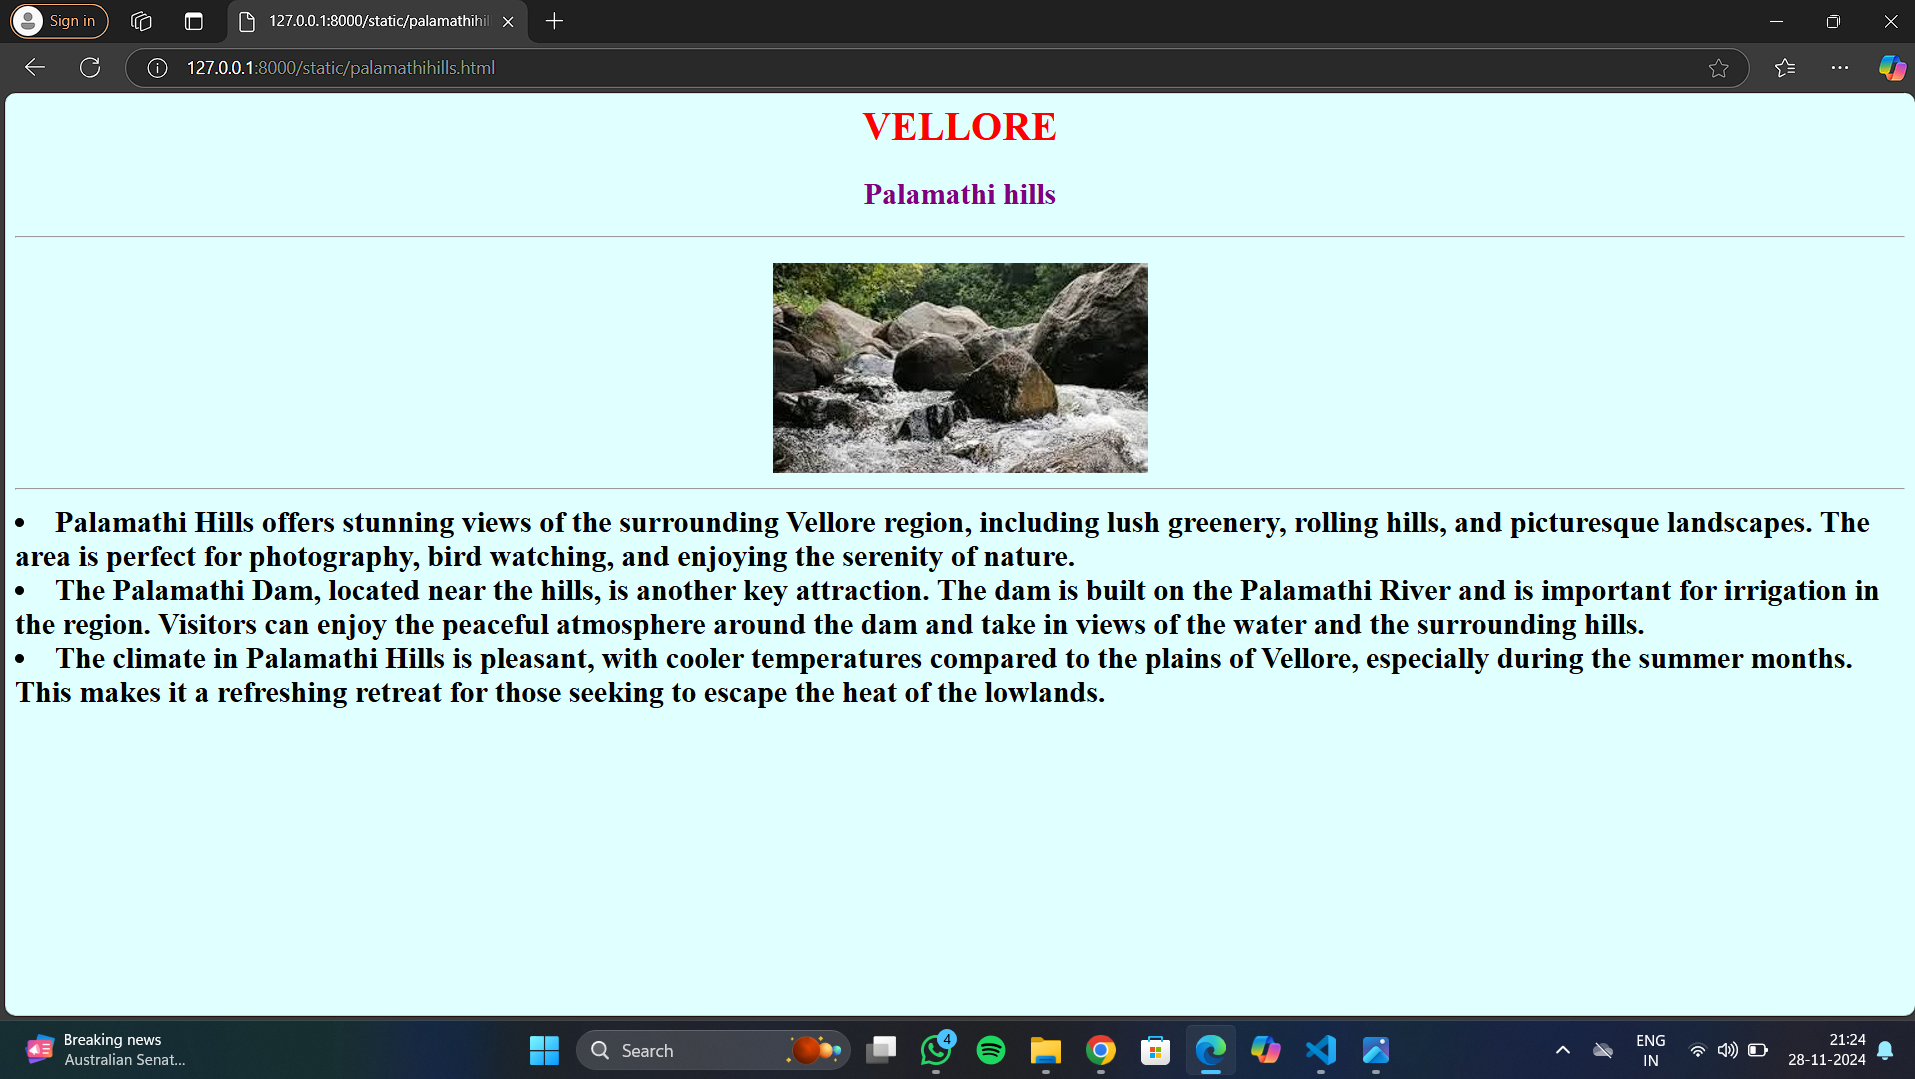 Sign in
127.0.0.1:8000/static/palamathihil
127.0.0.1:8000/static/palamathihills.html
VELLORE
Palamathi hills
• Palamathi Hills offers stunning views of the surrounding Vellore region, including lush greenery, rolling hills, and picturesque landscapes. The
area is perfect for photography, bird watching, and enjoying the serenity of nature.
• The Palamathi Dam, located near the hills, is another key attraction. The dam is built on the Palamathi River and is important for irrigation in
the region. Visitors can enjoy the peaceful atmosphere around the dam and take in views of the water and the surrounding hills.
• The climate in Palamathi Hills is pleasant, with cooler temperatures compared to the plains of Vellore, especially during the summer months.
This makes it a refreshing retreat for those seeking to escape the heat of the lowlands.
Breaking news
Australian Senat...
Search
4
ENG
IN
21:24
28-11-2024